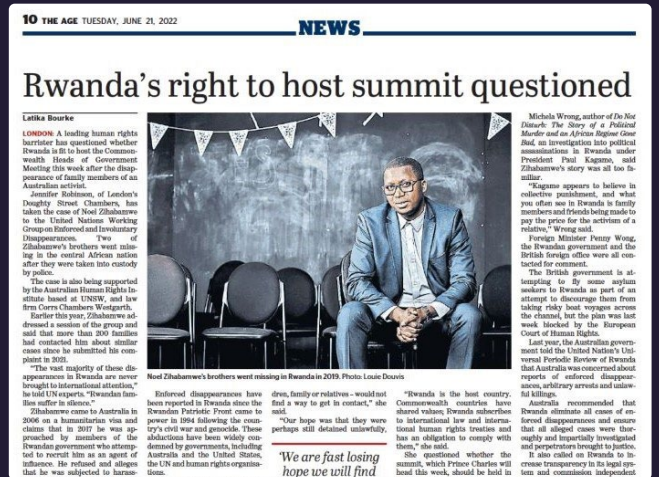 10 THE AGE TUESDAY, JUNE 21, 2022
NEWS
Rwanda's right to host summit questioned
Latika Bourke
LONDON: A leading human rights
barrister has questioned whether
Rwanda is fit to host the Common-
wealth Heads of Government
Meeting this week after the disap-
pearance of family members of an
Australian activist.
Jennifer Robinson, of London's
Doughty Street Chambers, has
taken the case of Noel Zihabamwe
to the United Nations Working
Group on Enforced and Involuntary
Disappearances. Two of
Zihabamwe's brothers went miss-
ing in the central African nation
after they were taken into custody
by police.
The case is also being supported
by the Australian Human Rights In-
stitute based at UNSW, and law
firm Corrs Chambers Westgarth.
Earlier this year, Zihabamwe ad-
dressed a session of the group and
said that more than 200 families
had contacted him about similar
cases since he submitted his com-
plaint in 2021.
"The vast majority of these dis-
appearances in Rwanda are never
brought to international attention,"
he told UN experts. "Rwandan fam-
ilies suffer in silence."
Zihabamwe came to Australia in
2006 on a humanitarian visa and
claims that in 2017 he was ap-
proached by members of the
Rwandan government who attemp-
ted to recruit him as an agent of
influence. He refused and alleges
that he was subjected to harass-
Noel Zihabamwe's brothers went missing in Rwanda in 2019. Photo: Louie Douvis
Enforced disappearances have
been reported in Rwanda since the
Rwandan Patriotic Front came to
power in 1994 following the coun-
try's civil war and genocide. These
abductions have been widely con-
demned by governments, including
Australia and the United States,
the UN and human rights organisa-
tions.
dren, family or relatives – would not
find a way to get in contact," she
said.
"Our hope was that they were
perhaps still detained unlawfully,
'We are fast losing
hope we will find
"Rwanda is the host country.
Commonwealth countries have
shared values; Rwanda subscribes
to international law and interna-
tional human rights treaties and
has an obligation to comply with
them," she said.
She questioned whether the
summit, which Prince Charles will
head this week, should be held in
Michela Wrong, author of Do Not
Disturb: The Story of a Political
Murder and an African Regime Gone
Bad, an investigation into political
assassinations in Rwanda under
President Paul Kagame, said
Zihabamwe's story was all too fa-
miliar.
"Kagame appears to believe in
collective punishment, and what
you often see in Rwanda is family
members and friends being made to
pay the price for the activism of a
relative," Wrong said.
Foreign Minister Penny Wong,
the Rwandan government and the
British foreign office were all con-
tacted for comment.
The British government is at-
tempting to fly some asylum
seekers to Rwanda as part of an
attempt to discourage them from
taking risky boat voyages across
the channel, but the plan was last
week blocked by the European
Court of Human Rights.
Last year, the Australian govern-
ment told the United Nation's Uni-
versal Periodic Review of Rwanda
that Australia was concerned about
reports of enforced disappear-
ances, arbitrary arrests and unlaw-
ful killings.
Australia recommended that
Rwanda eliminate all cases of en-
forced disappearances and ensure
that all alleged cases were thor-
oughly and impartially investigated
and perpetrators brought to justice.
It also called on Rwanda to in-
crease transparency in its legal sys-
tem and commission independent